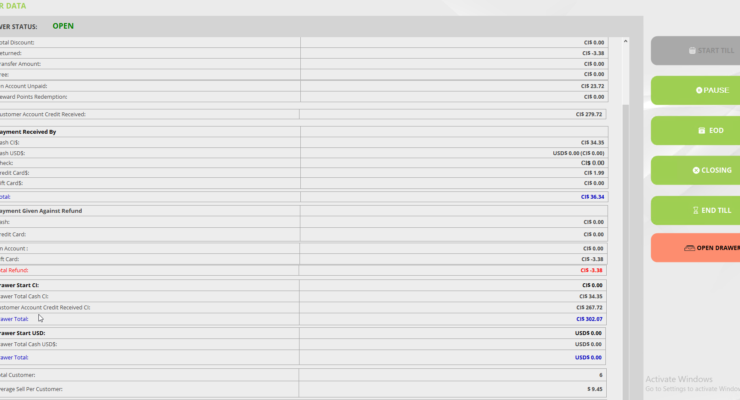 R DATA
WER STATUS: OPEN
START TILL
otal Discount: CI$ 0.00
eturned: CI$ -3.38
ransfer Amount: CI$ 0.00
ree: CI$ 0.00
PAUSE
n Account Unpaid: CI$ 23.72
eward Points Redemption: CI$ 0.00
ustomer Account Credit Received: CI$ 279.72
ayment Received By
EOD
ash CI$: CI$ 34.35
ash USD$: USD$ 0.00 (CI$ 0.00)
heck: CI$ 0.00
redit Card$: CI$ 1.99
CLOSING
ift Card$: CI$ 0.00
otal: CI$ 36.34
ayment Given Against Refund
END TILL
ash: CI$ 0.00
redit Card: CI$ 0.00
n Account : CI$ 0.00
OPEN DRAWER
ift Card: CI$ -3.38
otal Refund: CI$ -3.38
rawer Start CI: CI$ 0.00
rawer Total Cash CI: CI$ 34.35
ustomer Account Credit Received CI: CI$ 267.72
rawer Total: CI$ 302.07
rawer Start USD: USD$ 0.00
rawer Total Cash USD$: USD$ 0.00
rawer Total: USD$ 0.00
otal Customer: 6
Activate Windows
verage Sell Per Customer: $ 9.45
Go to Settings to activate Window